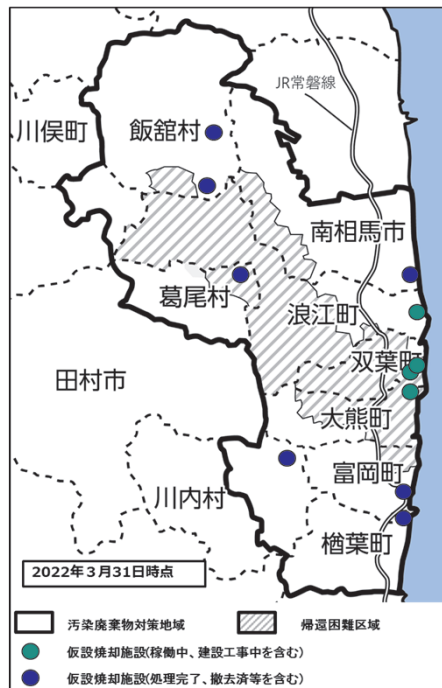 JR常磐線
川俣町
飯舘村
南相馬市
葛尾村
浪江町
双葉町
田村市
大熊町
富岡町
川内村
楢葉町
2022年3月31日時点
汚染廃棄物対策地域
帰還困難区域
仮設焼却施設(稼働中、建設工事中を含む)
仮設焼却施設(処理完了、撤去済等を含む)